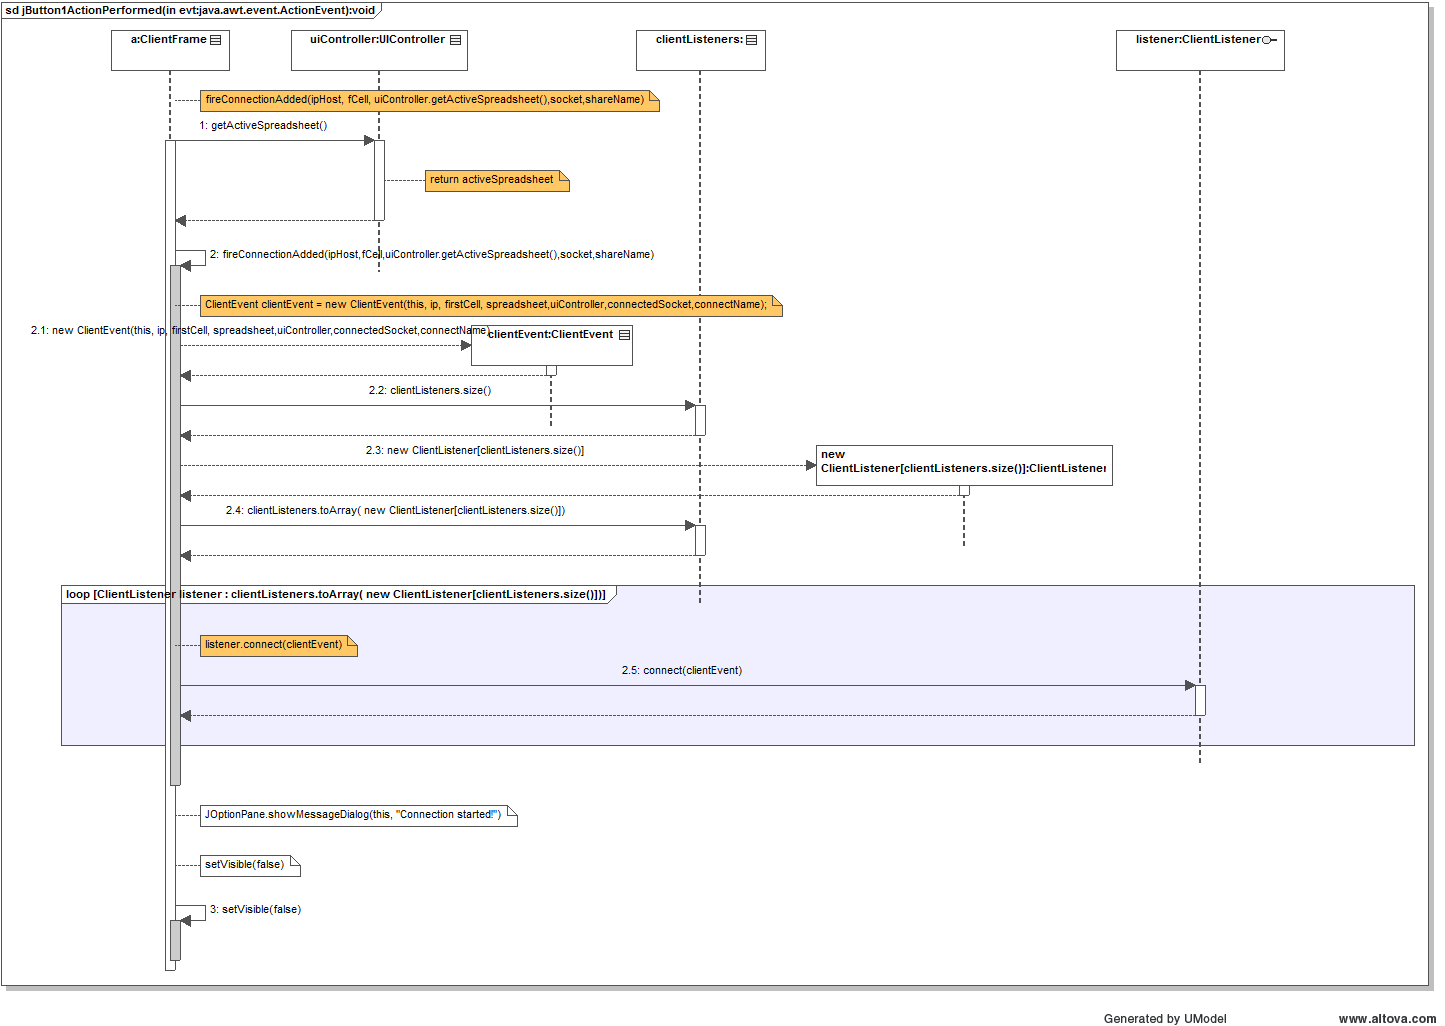 sd jButton1ActionPerformed(in evt:java.awt.event.ActionEvent):void
a:ClientFrame
uiController:UIController
clientListeners:
listener:ClientListener
fireConnectionAdded(ipHost, fCell, uiController.getActiveSpreadsheet(),socket,shareName)
1: getActiveSpreadsheet()
return activeSpreadsheet
2: fireConnectionAdded(ipHost,fCell,uiController.getActiveSpreadsheet(),socket,shareName)
ClientEvent clientEvent = new ClientEvent(this, ip, firstCell, spreadsheet,uiController,connectedSocket,connectName);
2.1: new ClientEvent(this, ip, firstCell, spreadsheet,uiController,connectedSocket,connectName)
clientEvent:ClientEvent
2.2: clientListeners.size()
2.3: new ClientListener[clientListeners.size()]
new
ClientListener[clientListeners.size()]:ClientListener
2.4: clientListeners.toArray( new ClientListener[clientListeners.size()])
loop [ClientListener listener : clientListeners.toArray( new ClientListener[clientListeners.size()])]
listener.connect(clientEvent)
2.5: connect(clientEvent)
JOptionPane.showMessageDialog(this, "Connection started!")
setVisible(false)
3: setVisible(false)
Generated by UModel
www.altova.com